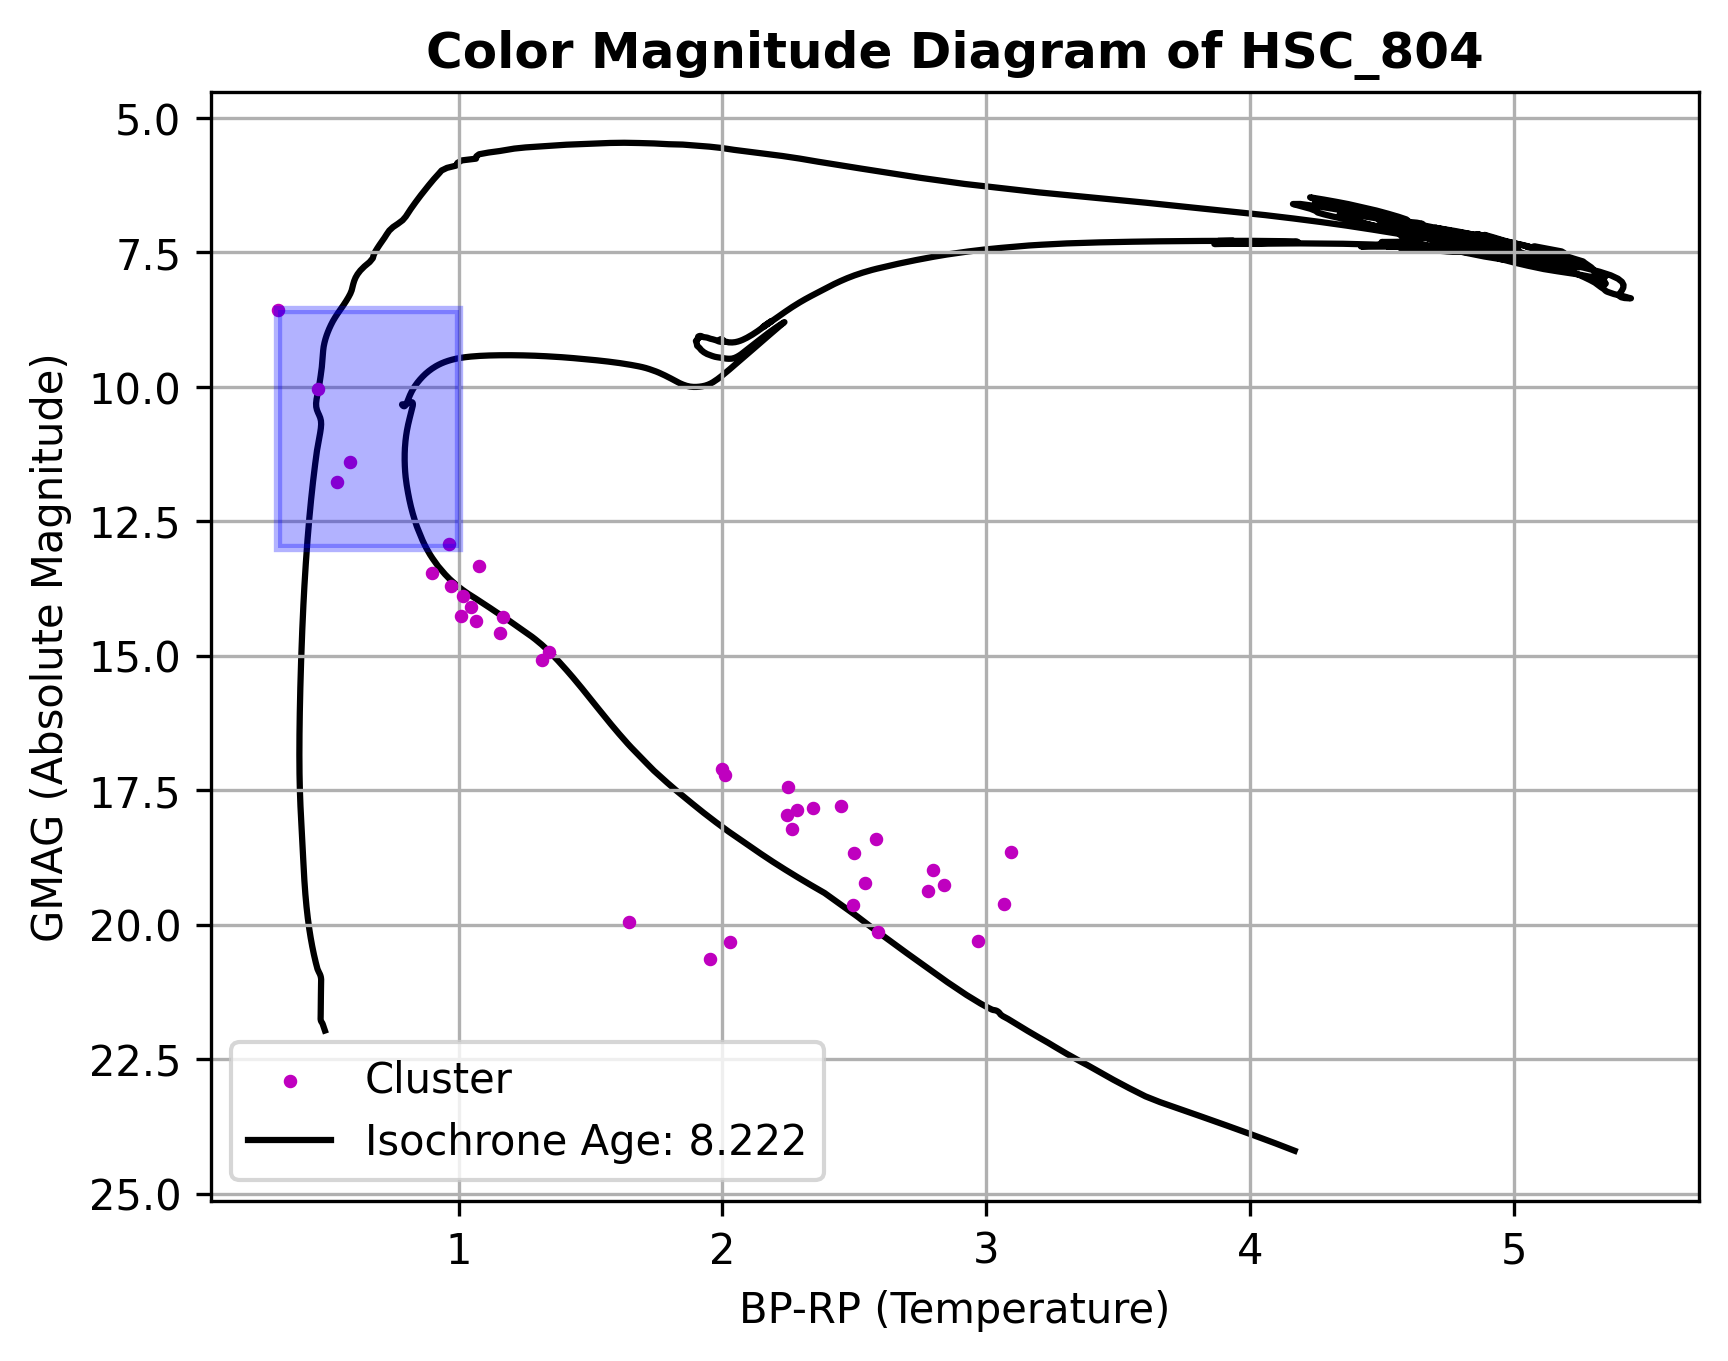 Color Magnitude Diagram of HSC_804
GMAG (Absolute Magnitude)
5.0
7.5
10.0
12.5
15.0
17.5
20.0
22.5
25.0
Cluster
Isochrone Age: 8.222
1 2 3 4 5
BP-RP (Temperature)